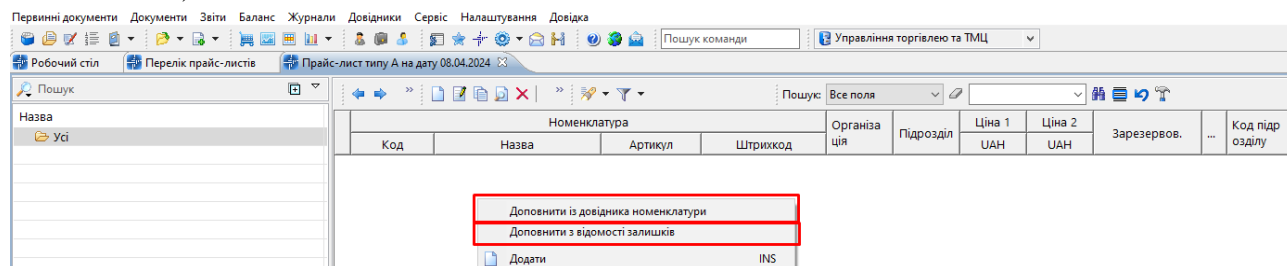 Первинні документи Документи Звіти Баланс Журнали Довідники Сервіс Налаштування Довідка
Пошук команди Управління торгівлею та ТМЦ
Робочий стіл Перелік прайс-листів Прайс-лист типу А на дату 08.04.2024
Пошук » » Пошук: Все поля
Назва Номенклатура Організа Підрозділ Ціна 1 Ціна 2 Зарезервов. ... Код підр
Усі Код Назва Артикул Штрихкод ція UAH UAH озділу
Доповнити із довідника номенклатури
Доповнити з відомості залишків
Додати INS